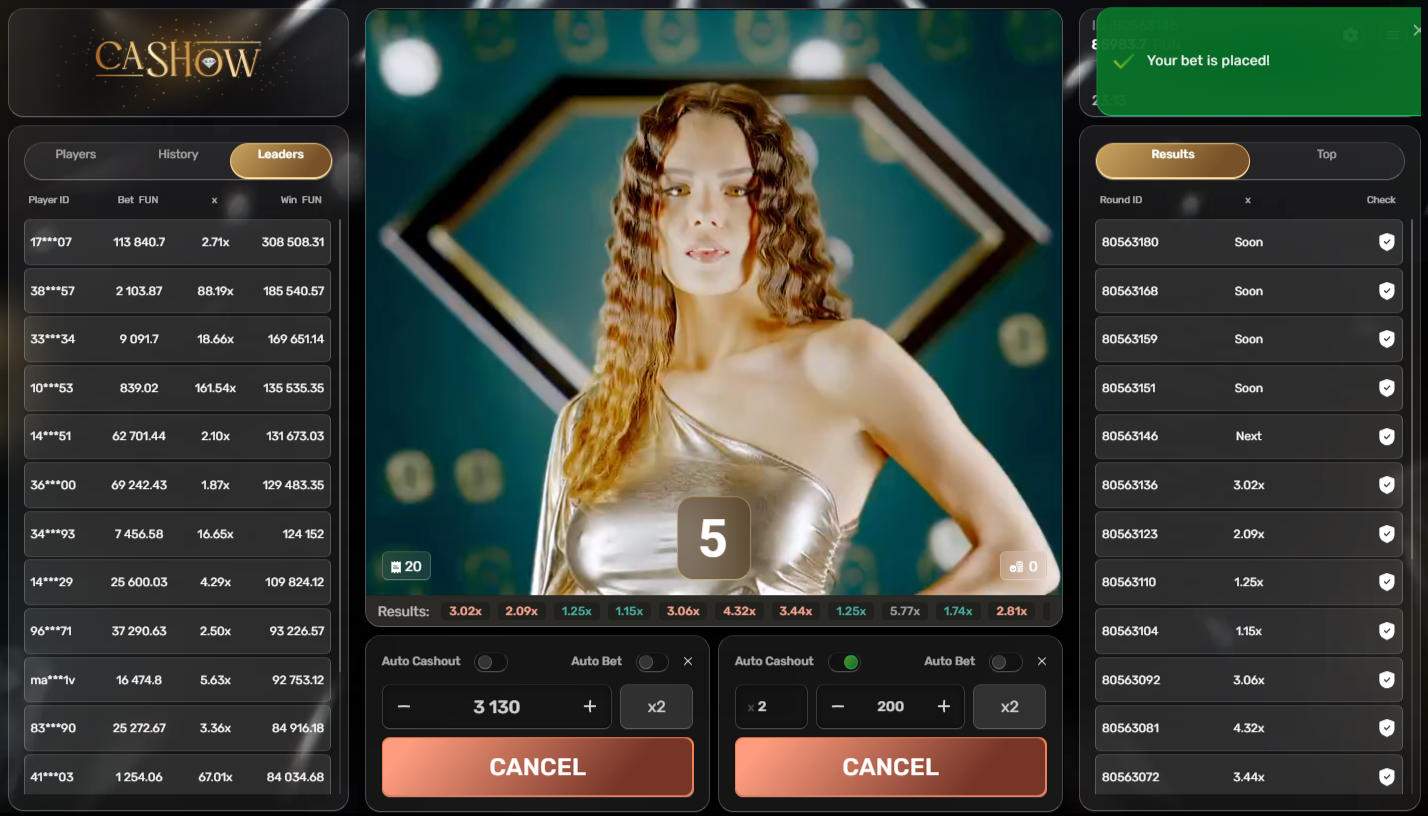 CASHOW
Players History Leaders
Player ID Bet FUN x Win FUN
17***07 113 840.7 2.71x 308 508.31
38***57 2 103.87 88.19x 185 540.57
33***34 9 091.7 18.66x 169 651.14
10***53 839.02 161.54x 135 535.35
14***51 62 701.44 2.10x 131 673.03
36***00 69 242.43 1.87x 129 483.35
34***93 7 456.58 16.65x 124 152
14***29 25 600.03 4.29x 109 824.12
96***71 37 290.63 2.50x 93 226.57
ma***1v 16 474.8 5.63x 92 753.12
83***90 25 272.67 3.36x 84 916.18
41***03 1 254.06 67.01x 84 034.68
5
20
0
Results: 3.02x 2.09x 1.25x 1.15x 3.06x 4.32x 3.44x 1.25x 5.77x 1.74x 2.81x
Auto Cashout Auto Bet ×
− 3 130 + x2
CANCEL
Auto Cashout Auto Bet ×
x 2 − 200 + x2
CANCEL
Your bet is placed!
Results Top
Round ID x Check
80563180 Soon
80563168 Soon
80563159 Soon
80563151 Soon
80563146 Next
80563136 3.02x
80563123 2.09x
80563110 1.25x
80563104 1.15x
80563092 3.06x
80563081 4.32x
80563072 3.44x